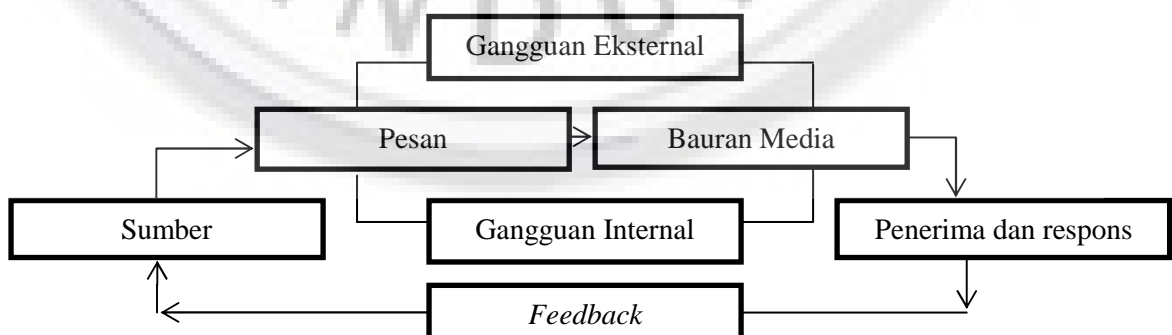 Gangguan Eksternal
Pesan
Bauran Media
Sumber
Gangguan Internal
Penerima dan respons
Feedback